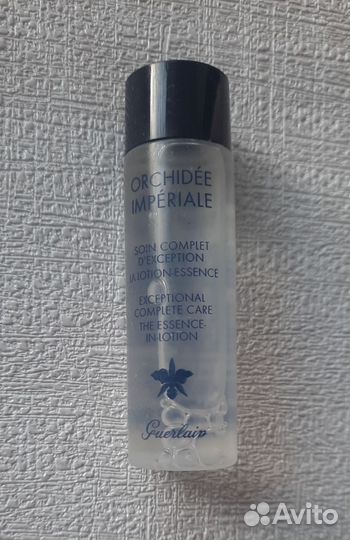 ORCHIDÉE
IMPÉRIALE
SOIN COMPLET
D'EXCEPTION
LA LOTION-ESSENCE
EXCEPTIONAL
COMPLETE CARE
THE ESSENCE-
IN-LOTION
Guerlain
Avito